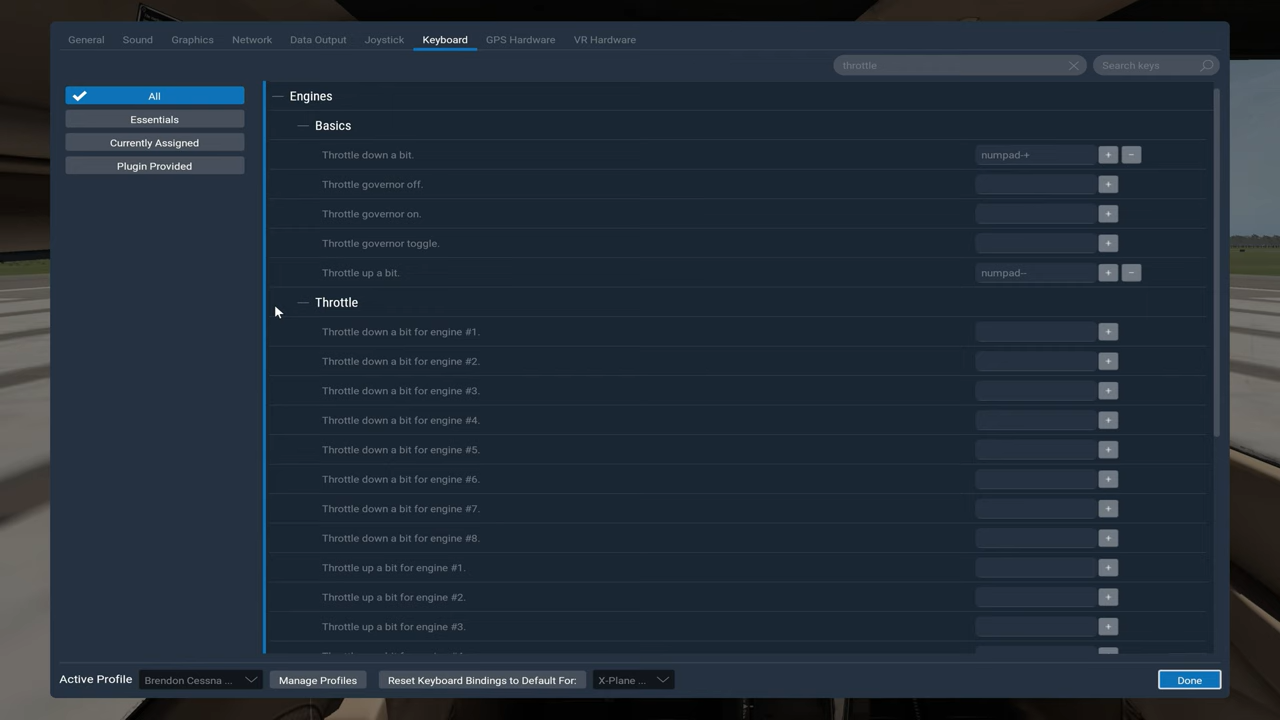 General Sound Graphics Network Data Output Joystick Keyboard GPS Hardware VR Hardware
throttle Search keys
All
Essentials
Currently Assigned
Plugin Provided
Engines
Basics
Throttle down a bit. numpad-+ + −
Throttle governor off. +
Throttle governor on. +
Throttle governor toggle. +
Throttle up a bit. numpad-- + −
Throttle
Throttle down a bit for engine #1. +
Throttle down a bit for engine #2. +
Throttle down a bit for engine #3. +
Throttle down a bit for engine #4. +
Throttle down a bit for engine #5. +
Throttle down a bit for engine #6. +
Throttle down a bit for engine #7. +
Throttle down a bit for engine #8. +
Throttle up a bit for engine #1. +
Throttle up a bit for engine #2. +
Throttle up a bit for engine #3. +
Active Profile Brendon Cessna ... Manage Profiles Reset Keyboard Bindings to Default For: X-Plane ... Done